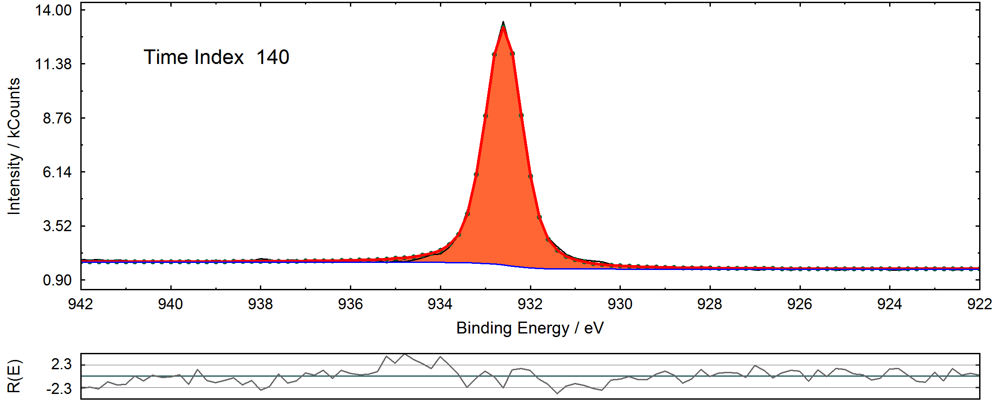 14.00
Time Index  140
11.38
8.76
6.14
3.52
0.90
Intensity / kCounts
942 940 938 936 934 932 930 928 926 924 922
Binding Energy / eV
2.3
-2.3
R(E)